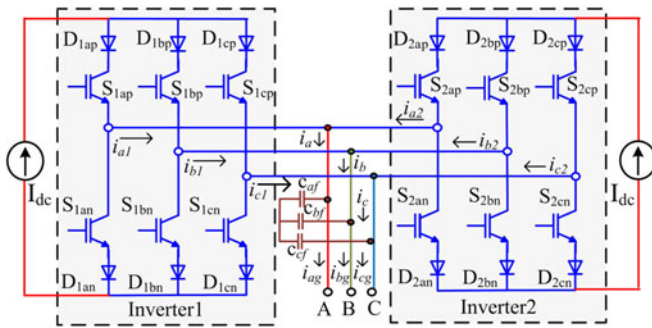 D1ap D1bp D1cp
D2ap D2bp D2cp
S1ap S1bp S1cp
S2ap S2bp S2cp
ia1 ib1 ic1
ia ib ic
ia2 ib2 ic2
Idc
Idc
caf
cbf
ccf
S1an S1bn S1cn
S2an S2bn S2cn
iag ibg icg
D1an D1bn D1cn
D2an D2bn D2cn
A B C
Inverter1
Inverter2